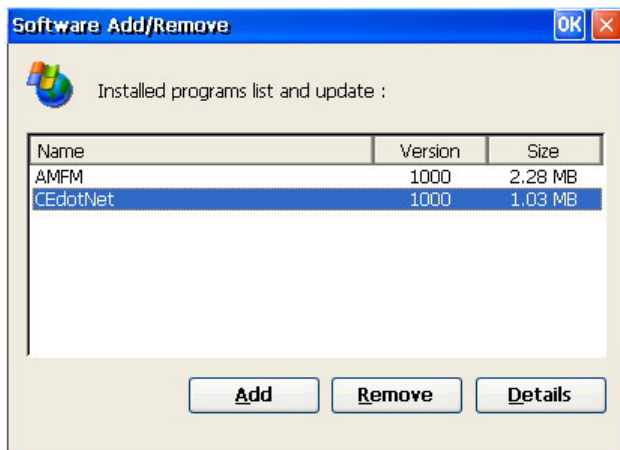 Software Add/Remove OK
Installed programs list and update :
Name Version Size
AMFM 1000 2.28 MB
CEdotNet 1000 1.03 MB
Add Remove Details